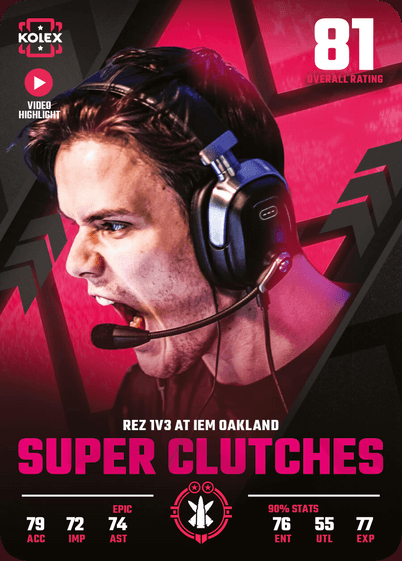 KOLEX
81
OVERALL RATING
VIDEO
HIGHLIGHT
REZ 1V3 AT IEM OAKLAND
SUPER CLUTCHES
EPIC
90% STATS
79 72 74 76 55 77
ACC IMP AST ENT UTL EXP